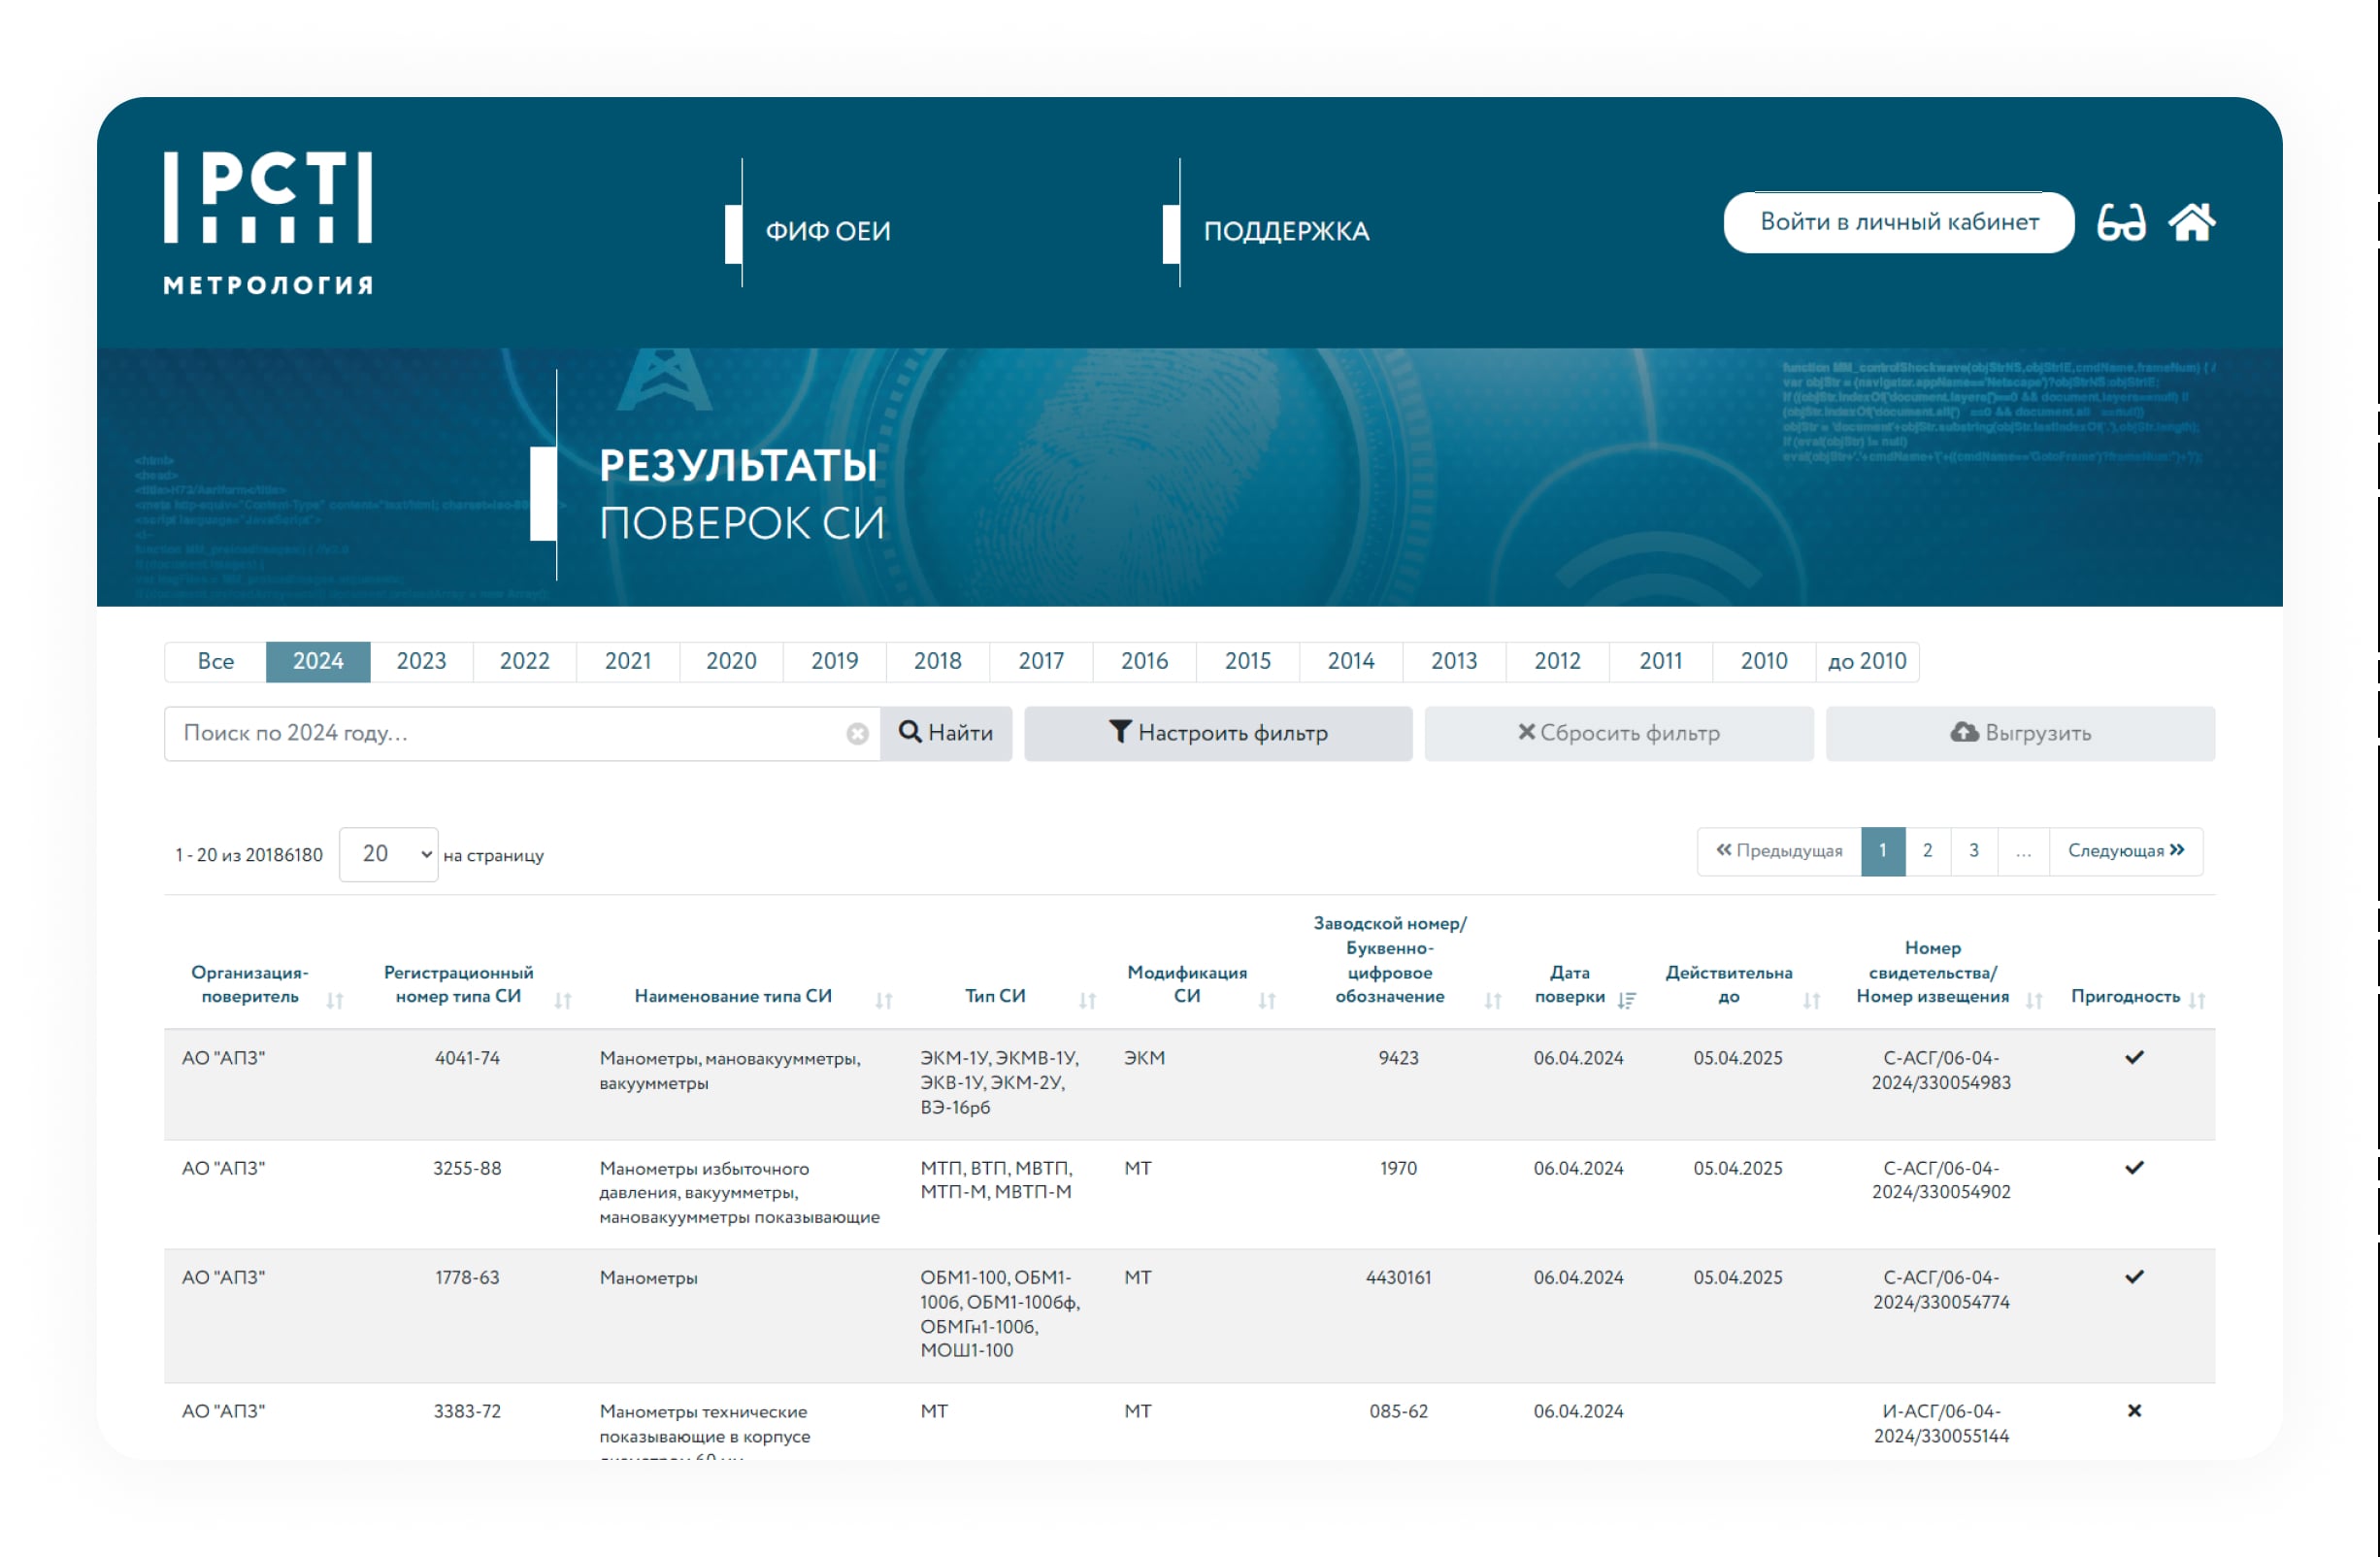 РСТ
МЕТРОЛОГИЯ
ФИФ ОЕИ
ПОДДЕРЖКА
Войти в личный кабинет
РЕЗУЛЬТАТЫ
ПОВЕРОК СИ
Все 2024 2023 2022 2021 2020 2019 2018 2017 2016 2015 2014 2013 2012 2011 2010 до 2010
Поиск по 2024 году... Найти Настроить фильтр Сбросить фильтр Выгрузить
1 - 20 из 20186180 20 на страницу
« Предыдущая 1 2 3 ... Следующая »
Организация-
поверитель
Регистрационный
номер типа СИ
Наименование типа СИ
Тип СИ
Модификация
СИ
Заводской номер/
Буквенно-
цифровое
обозначение
Дата
поверки
Действительна
до
Номер
свидетельства/
Номер извещения
Пригодность
АО "АПЗ"
4041-74
Манометры, мановакуумметры,
вакуумметры
ЭКМ-1У, ЭКМВ-1У,
ЭКВ-1У, ЭКМ-2У,
ВЭ-16рб
ЭКМ
9423
06.04.2024
05.04.2025
С-АСГ/06-04-
2024/330054983
АО "АПЗ"
3255-88
Манометры избыточного
давления, вакуумметры,
мановакуумметры показывающие
МТП, ВТП, МВТП,
МТП-М, МВТП-М
МТ
1970
06.04.2024
05.04.2025
С-АСГ/06-04-
2024/330054902
АО "АПЗ"
1778-63
Манометры
ОБМ1-100, ОБМ1-
100б, ОБМ1-100бф,
ОБМГн1-100б,
МОШ1-100
МТ
4430161
06.04.2024
05.04.2025
С-АСГ/06-04-
2024/330054774
АО "АПЗ"
3383-72
Манометры технические
показывающие в корпусе
МТ
МТ
085-62
06.04.2024
И-АСГ/06-04-
2024/330055144